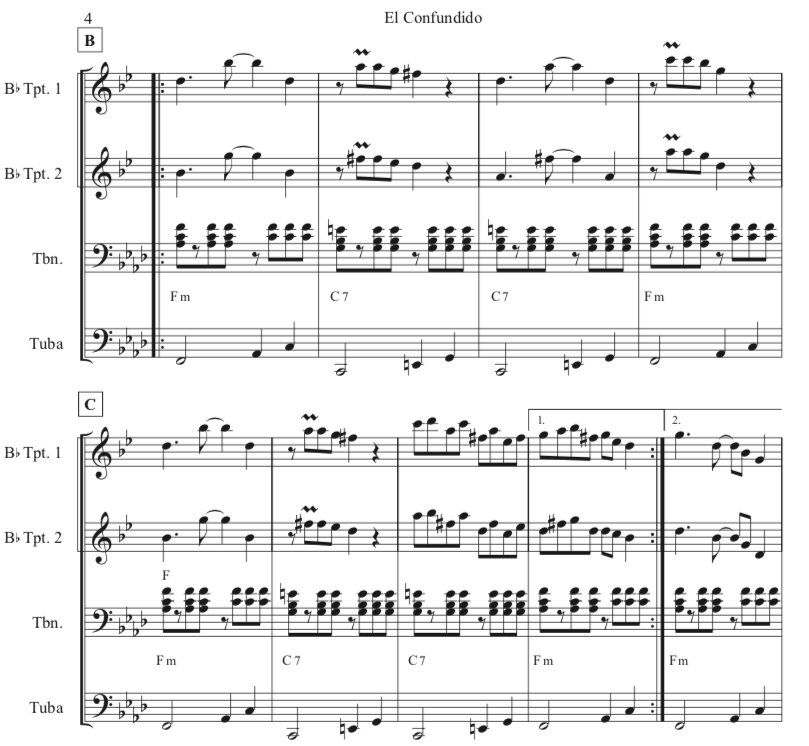 4
El Confundido
B
B♭ Tpt. 1
B♭ Tpt. 2
Tbn.
Fm C7 C7 Fm
Tuba
C
1. 2.
B♭ Tpt. 1
B♭ Tpt. 2
F
Tbn.
Fm C7 C7 Fm Fm
Tuba